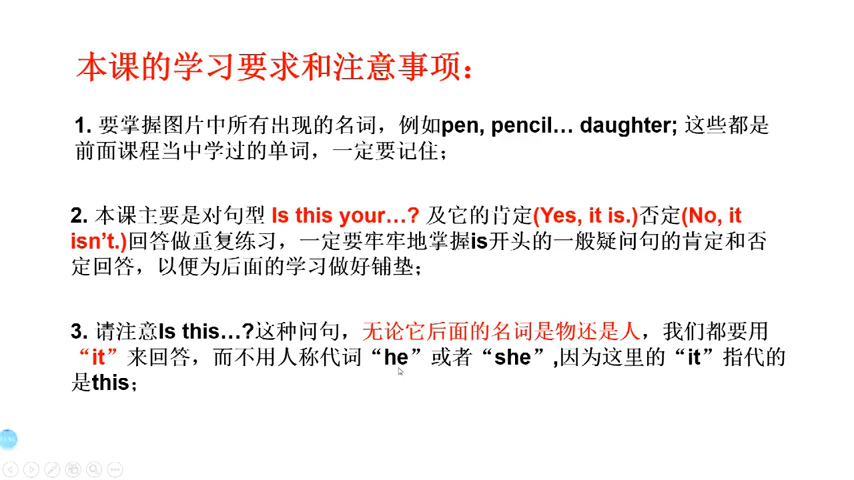 本课的学习要求和注意事项：
1. 要掌握图片中所有出现的名词，例如pen, pencil… daughter; 这些都是
前面课程当中学过的单词，一定要记住；
2. 本课主要是对句型 Is this your…? 及它的肯定(Yes, it is.)否定(No, it
isn’t.)回答做重复练习，一定要牢牢地掌握is开头的一般疑问句的肯定和否
定回答，以便为后面的学习做好铺垫；
3. 请注意Is this…?这种问句，无论它后面的名词是物还是人，我们都要用
“it”来回答，而不用人称代词“he”或者“she”,因为这里的“it”指代的
是this；